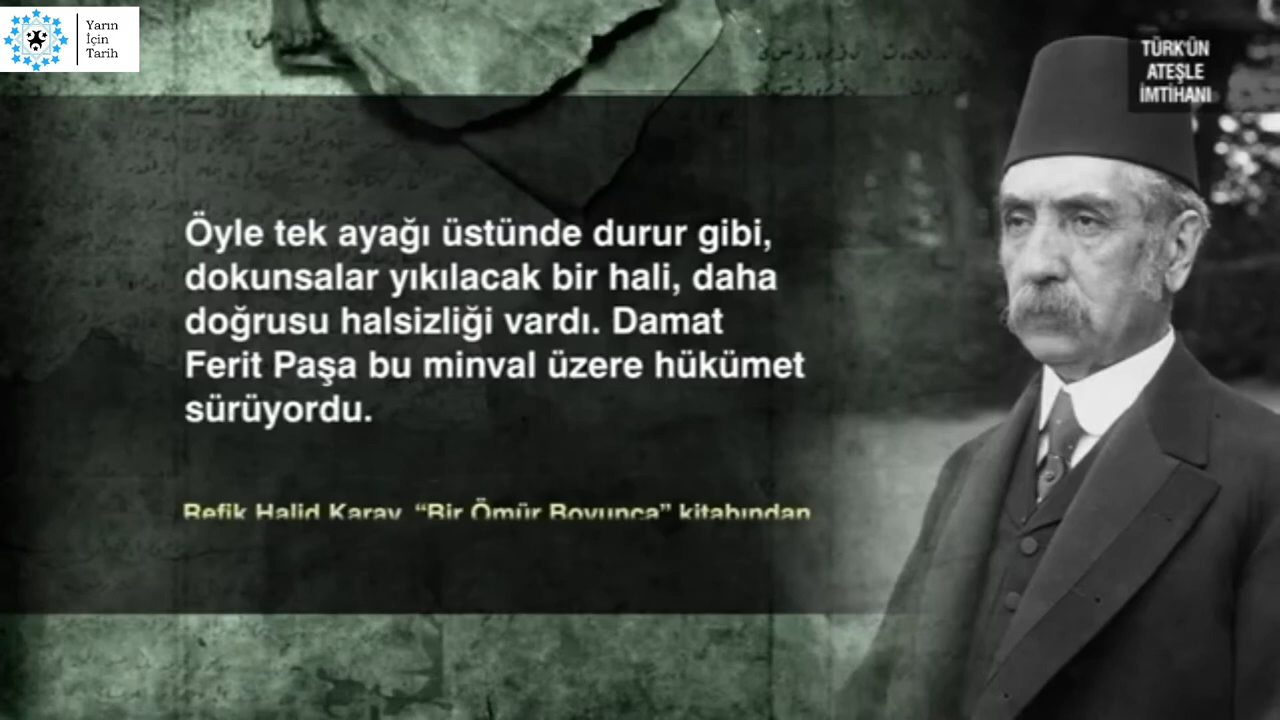 Yarın
İçin
Tarih
TÜRK'ÜN
ATEŞLE
İMTİHANI
Öyle tek ayağı üstünde durur gibi,
dokunsalar yıkılacak bir hali, daha
doğrusu halsizliği vardı. Damat
Ferit Paşa bu minval üzere hükümet
sürüyordu.
Refik Halid Karay, “Bir Ömür Boyunca” kitabından